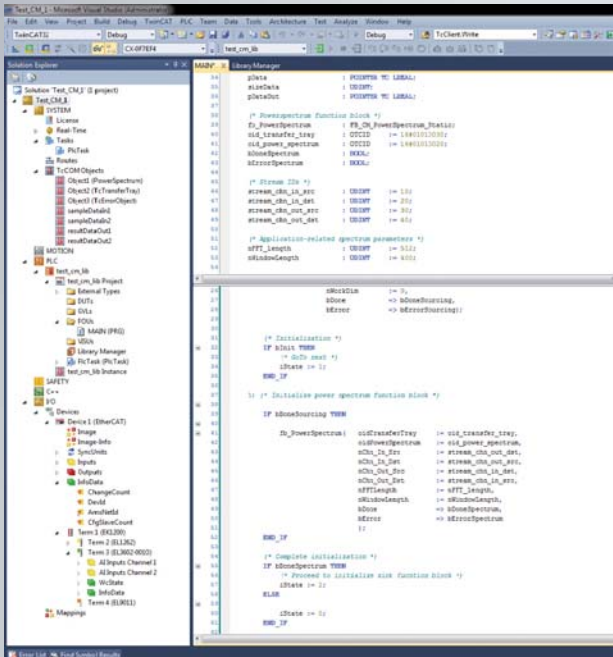 Test_CM_1 - Microsoft Visual Studio (Administrator)
File Edit View Project Build Debug TwinCAT PLC Team Data Tools Architecture Test Analyze Window Help
TwinCAT32 Debug Debug TcClient.Write
CX-0F7EF4 test_cm_lib
Solution Explorer
Solution 'Test_CM_1' (1 project)
Test_CM_1
SYSTEM
License
Real-Time
Tasks
PlcTask
Routes
TcCOM Objects
Object1 (PowerSpectrum)
Object2 (TcTransferTray)
Object3 (TcErrorObject)
sampleDataIn1
sampleDataIn2
resultDataOut1
resultDataOut2
MOTION
PLC
test_cm_lib
test_cm_lib Project
External Types
DUTs
GVLs
POUs
MAIN (PRG)
VISUs
Library Manager
PlcTask (PlcTask)
test_cm_lib Instance
SAFETY
C++
I/O
Devices
Device 1 (EtherCAT)
Image
Image-Info
SyncUnits
Inputs
Outputs
InfoData
ChangeCount
DevId
AmsNetId
CfgSlaveCount
Term 1 (EK1200)
Term 2 (EL1262)
Term 3 (EL3602-0010)
AI Inputs Channel 1
AI Inputs Channel 2
WcState
InfoData
Term 4 (EL9011)
Mappings
MAIN* X Library Manager
pData : POINTER TO LREAL;
sizeData : UDINT;
pDataOut : POINTER TO LREAL;
(* Powerspectrum function block *)
fb_PowerSpectrum : FB_CM_PowerSpectrum_Static;
oid_transfer_tray : OTCID := 16#01013030;
oid_power_spectrum : OTCID := 16#01013020;
bDoneSpectrum : BOOL;
bErrorSpectrum : BOOL;
(* Stream IDs *)
stream_chn_in_src : UDINT := 10;
stream_chn_in_dst : UDINT := 20;
stream_chn_out_src : UDINT := 30;
stream_chn_out_dst : UDINT := 40;
(* Application-related spectrum parameters *)
nFFT_length : UDINT := 512;
nWindowLength : UDINT := 400;
nWorkDim := 0,
bDone => bDoneSourcing,
bError => bErrorSourcing);
(* Initialization *)
IF bInit THEN
(* GoTo next *)
iState := 1;
END_IF
1: (* Initialize power spectrum function block *)
IF bDoneSourcing THEN
fb_PowerSpectrum( oidTransferTray := oid_transfer_tray,
oidPowerSpectrum := oid_power_spectrum,
nChn_In_Src := stream_chn_out_dst,
nChn_In_Dst := stream_chn_out_src,
nChn_Out_Src := stream_chn_in_dst,
nChn_Out_Dst := stream_chn_in_src,
nFFTLength := nFFT_length,
nWindowLength := nWindowLength,
bDone => bDoneSpectrum,
bError => bErrorSpectrum
);
END_IF
(* Complete initialization *)
IF bDoneSpectrum THEN
(* Proceed to initialize sink function block *)
iState := 2;
ELSE
iState := 0;
END_IF
Error List Find Symbol Results